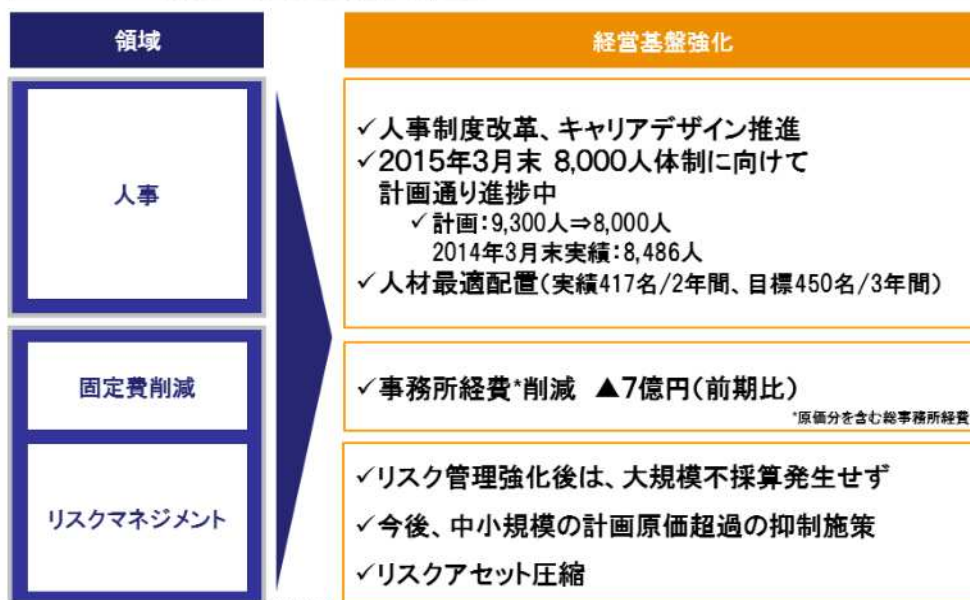 領域
経営基盤強化
人事
✓人事制度改革、キャリアデザイン推進
✓2015年3月末 8,000人体制に向けて
計画通り進捗中
✓計画:9,300人⇒8,000人
2014年3月末実績:8,486人
✓人材最適配置(実績417名/2年間、目標450名/3年間)
固定費削減
✓事務所経費*削減 ▲7億円(前期比)
*原価分を含む総事務所経費
リスクマネジメント
✓リスク管理強化後は、大規模不採算発生せず
✓今後、中小規模の計画原価超過の抑制施策
✓リスクアセット圧縮